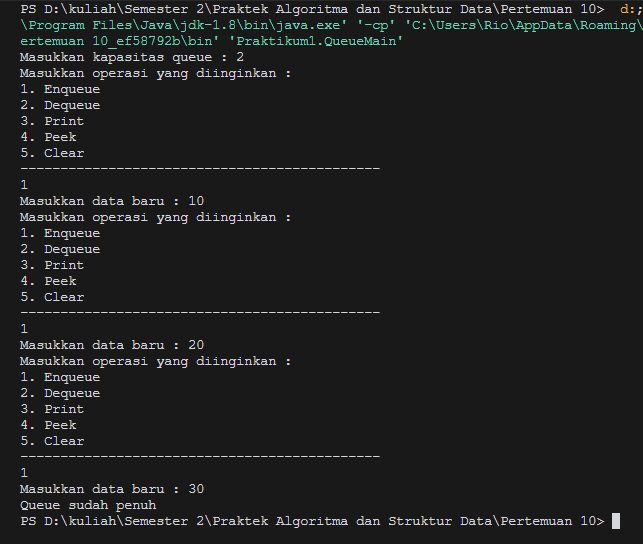 PS D:\kuliah\Semester 2\Praktek Algoritma dan Struktur Data\Pertemuan 10> d:;
\Program Files\Java\jdk-1.8\bin\java.exe' '-cp' 'C:\Users\Rio\AppData\Roaming\
ertemuan 10_ef58792b\bin' 'Praktikum1.QueueMain'
Masukkan kapasitas queue : 2
Masukkan operasi yang diinginkan :
1. Enqueue
2. Dequeue
3. Print
4. Peek
5. Clear
---------------------------------------------
1
Masukkan data baru : 10
Masukkan operasi yang diinginkan :
1. Enqueue
2. Dequeue
3. Print
4. Peek
5. Clear
---------------------------------------------
1
Masukkan data baru : 20
Masukkan operasi yang diinginkan :
1. Enqueue
2. Dequeue
3. Print
4. Peek
5. Clear
---------------------------------------------
1
Masukkan data baru : 30
Queue sudah penuh
PS D:\kuliah\Semester 2\Praktek Algoritma dan Struktur Data\Pertemuan 10>